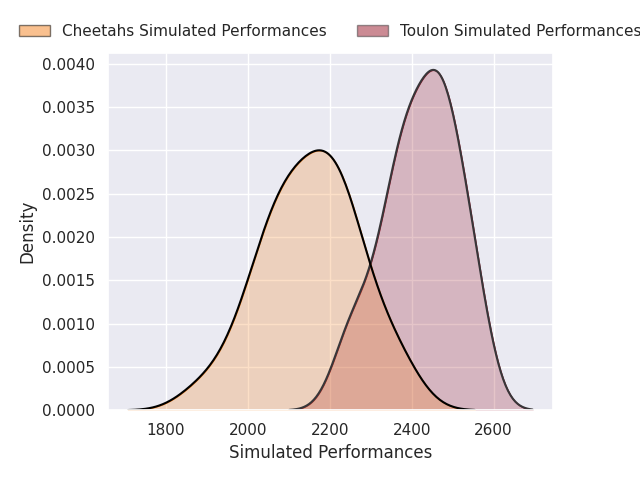 Cheetahs Simulated Performances Toulon Simulated Performances
0.0040
0.0035
0.0030
0.0025
0.0020
0.0015
0.0010
0.0005
0.0000
Density
1800 2000 2200 2400 2600
Simulated Performances